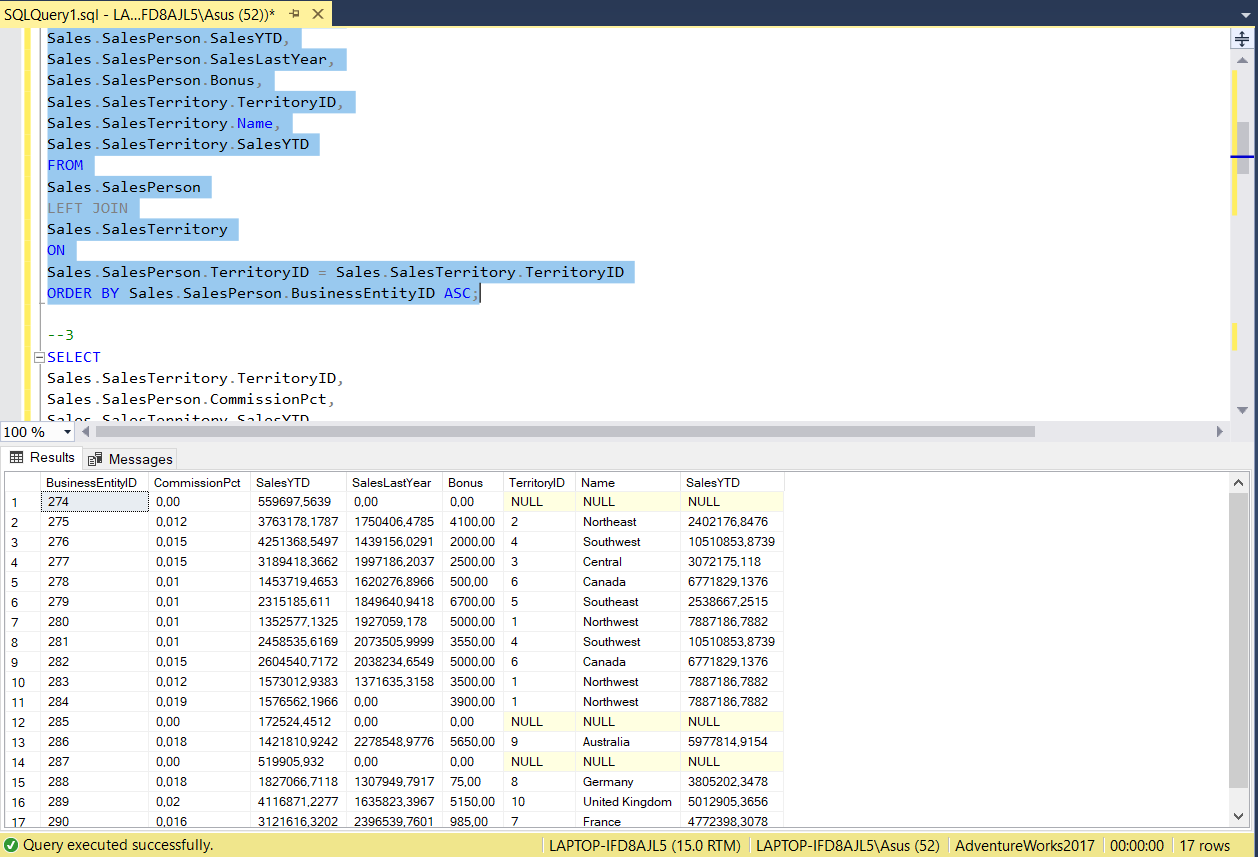 SQLQuery1.sql - LA...FD8AJL5\Asus (52))*
Sales.SalesPerson.SalesYTD,
Sales.SalesPerson.SalesLastYear,
Sales.SalesPerson.Bonus,
Sales.SalesTerritory.TerritoryID,
Sales.SalesTerritory.Name,
Sales.SalesTerritory.SalesYTD
FROM
Sales.SalesPerson
LEFT JOIN
Sales.SalesTerritory
ON
Sales.SalesPerson.TerritoryID = Sales.SalesTerritory.TerritoryID
ORDER BY Sales.SalesPerson.BusinessEntityID ASC;
--3
SELECT
Sales.SalesTerritory.TerritoryID,
Sales.SalesPerson.CommissionPct,
Sales.SalesTerritory.SalesYTD
100 %
Results Messages
BusinessEntityID CommissionPct SalesYTD SalesLastYear Bonus TerritoryID Name SalesYTD
1 274 0,00 559697,5639 0,00 0,00 NULL NULL NULL
2 275 0,012 3763178,1787 1750406,4785 4100,00 2 Northeast 2402176,8476
3 276 0,015 4251368,5497 1439156,0291 2000,00 4 Southwest 10510853,8739
4 277 0,015 3189418,3662 1997186,2037 2500,00 3 Central 3072175,118
5 278 0,01 1453719,4653 1620276,8966 500,00 6 Canada 6771829,1376
6 279 0,01 2315185,611 1849640,9418 6700,00 5 Southeast 2538667,2515
7 280 0,01 1352577,1325 1927059,178 5000,00 1 Northwest 7887186,7882
8 281 0,01 2458535,6169 2073505,9999 3550,00 4 Southwest 10510853,8739
9 282 0,015 2604540,7172 2038234,6549 5000,00 6 Canada 6771829,1376
10 283 0,012 1573012,9383 1371635,3158 3500,00 1 Northwest 7887186,7882
11 284 0,019 1576562,1966 0,00 3900,00 1 Northwest 7887186,7882
12 285 0,00 172524,4512 0,00 0,00 NULL NULL NULL
13 286 0,018 1421810,9242 2278548,9776 5650,00 9 Australia 5977814,9154
14 287 0,00 519905,932 0,00 0,00 NULL NULL NULL
15 288 0,018 1827066,7118 1307949,7917 75,00 8 Germany 3805202,3478
16 289 0,02 4116871,2277 1635823,3967 5150,00 10 United Kingdom 5012905,3656
17 290 0,016 3121616,3202 2396539,7601 985,00 7 France 4772398,3078
Query executed successfully. LAPTOP-IFD8AJL5 (15.0 RTM) LAPTOP-IFD8AJL5\Asus (52) AdventureWorks2017 00:00:00 17 rows